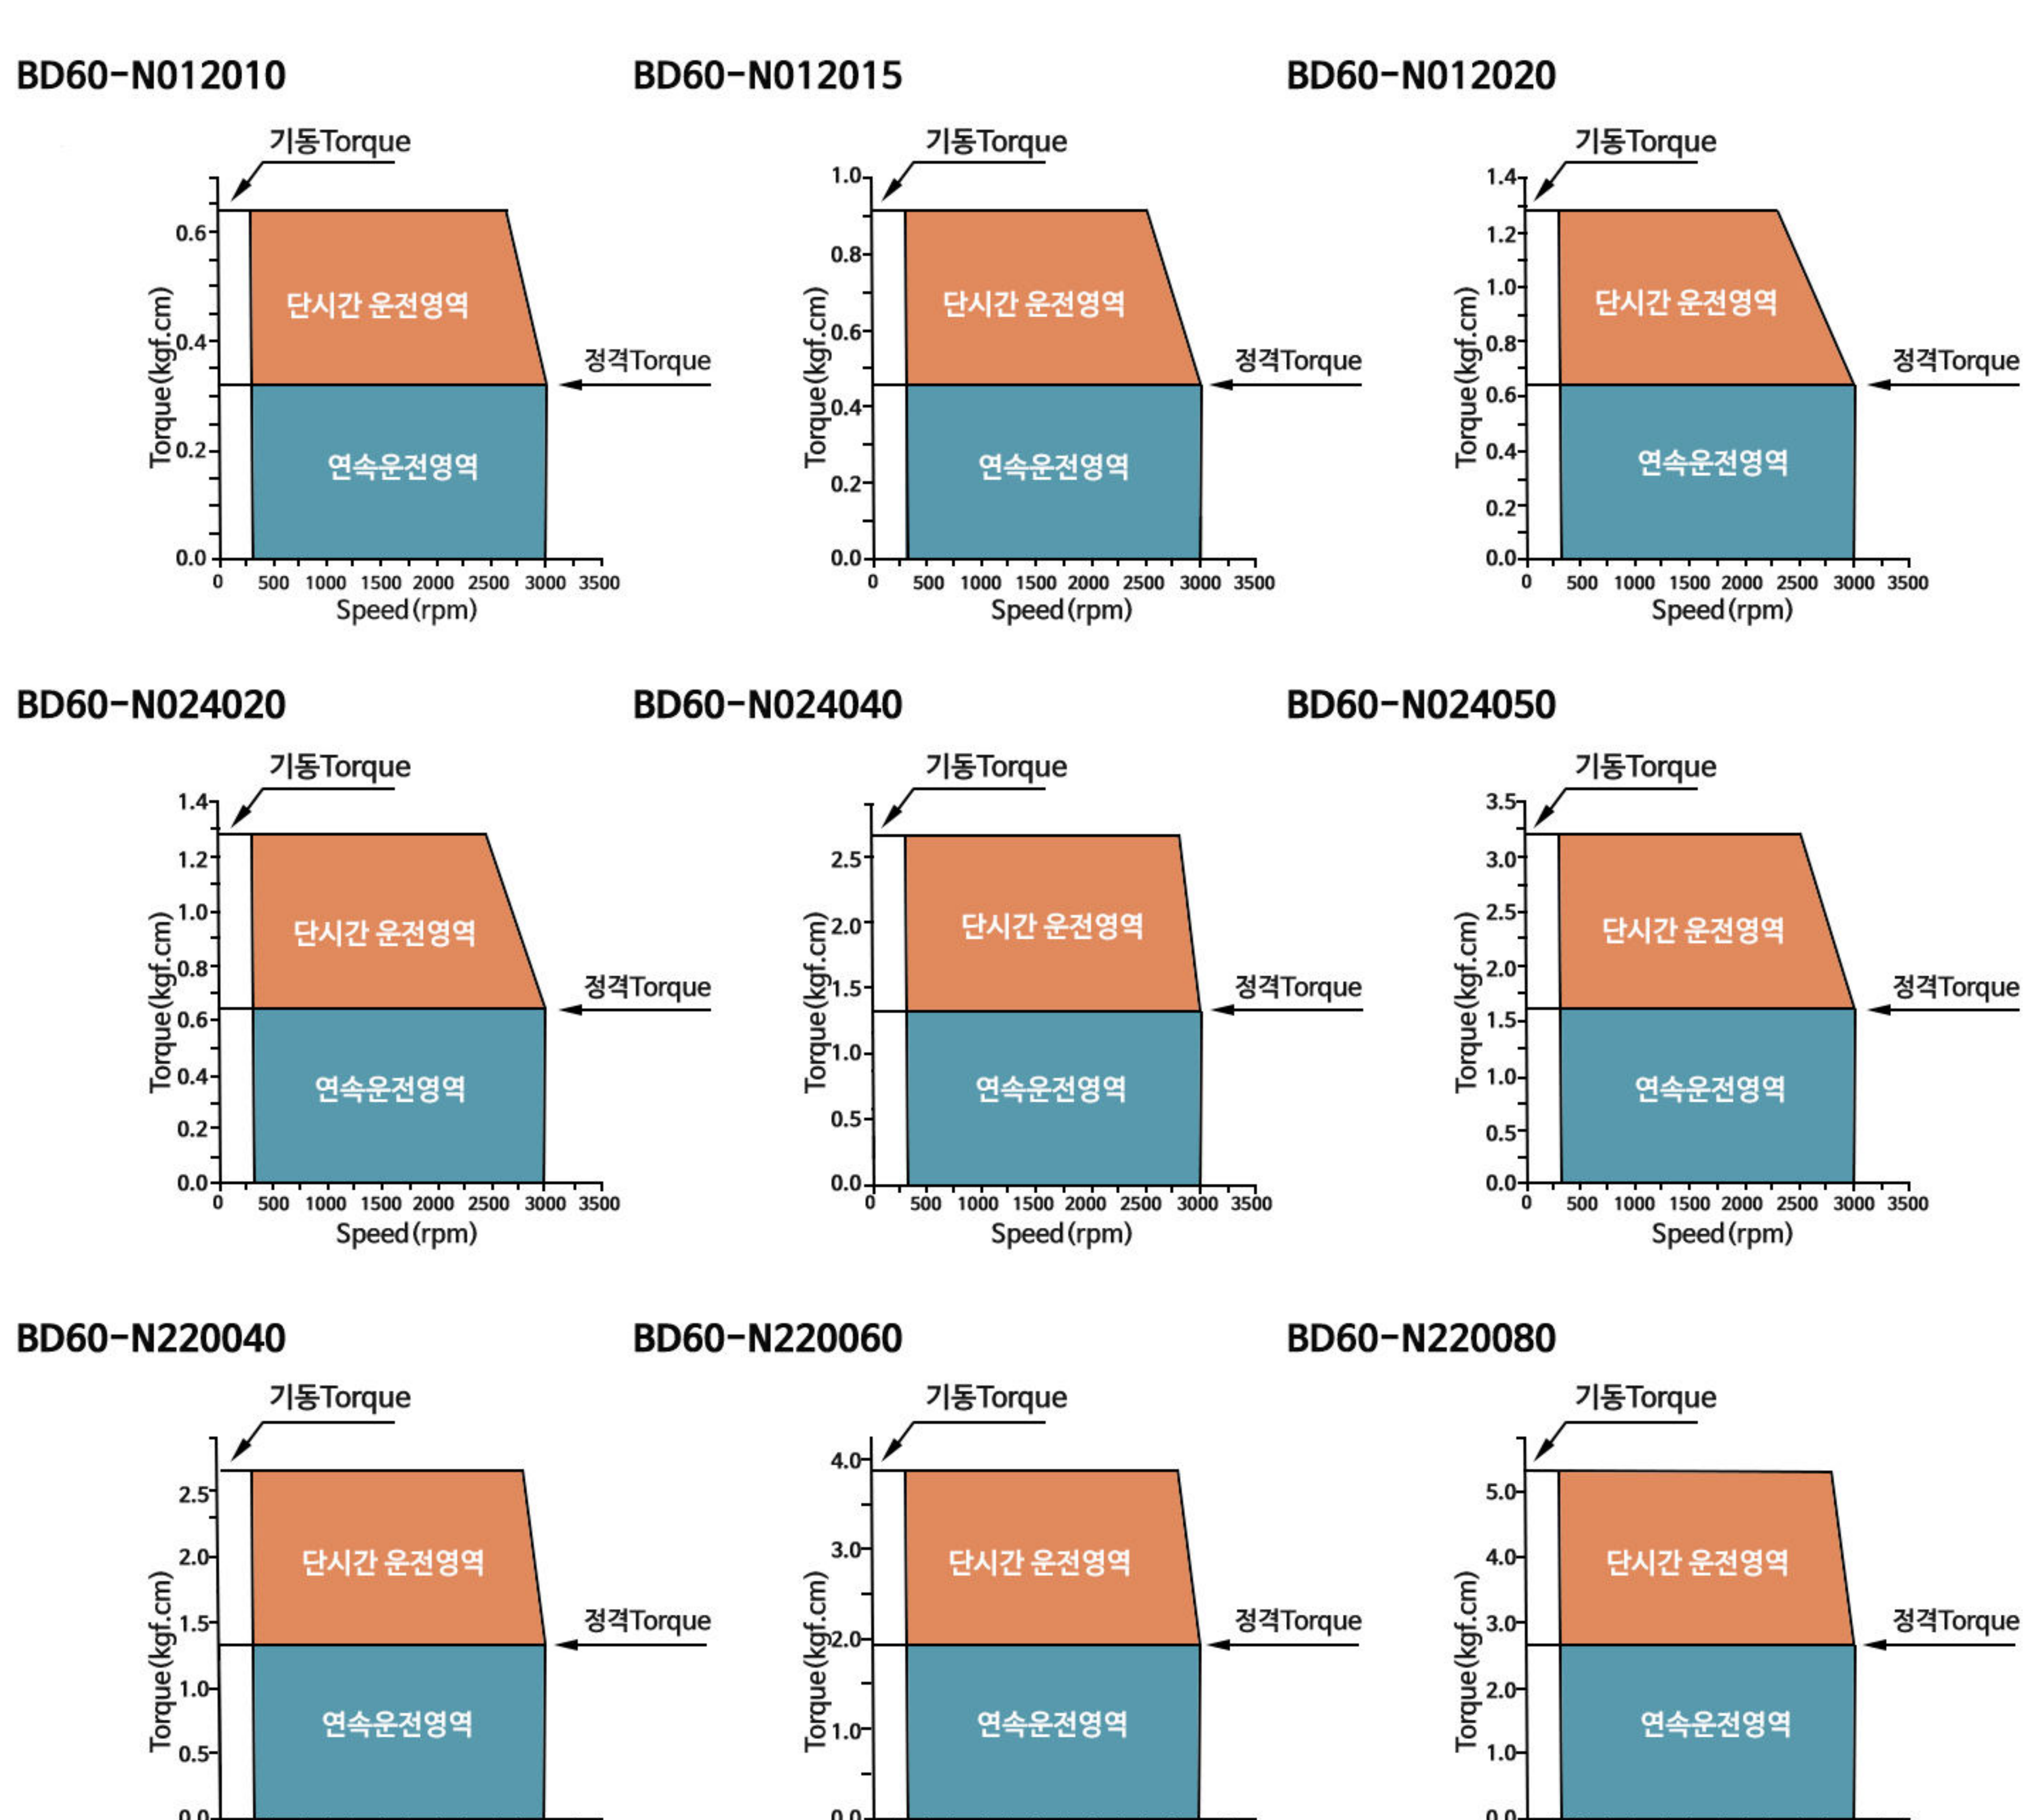 BD60-N012010
BD60-N012015
BD60-N012020
기동Torque
0.6
0.4
0.2
0.0
Torque(kgf.cm)
단시간 운전영역
정격Torque
연속운전영역
0 500 1000 1500 2000 2500 3000 3500
Speed(rpm)
기동Torque
1.0
0.8
0.6
0.4
0.2
0.0
Torque(kgf.cm)
단시간 운전영역
정격Torque
연속운전영역
0 500 1000 1500 2000 2500 3000 3500
Speed(rpm)
기동Torque
1.4
1.2
1.0
0.8
0.6
0.4
0.2
0.0
Torque(kgf.cm)
단시간 운전영역
정격Torque
연속운전영역
0 500 1000 1500 2000 2500 3000 3500
Speed(rpm)
BD60-N024020
BD60-N024040
BD60-N024050
기동Torque
1.4
1.2
1.0
0.8
0.6
0.4
0.2
0.0
Torque(kgf.cm)
단시간 운전영역
정격Torque
연속운전영역
0 500 1000 1500 2000 2500 3000 3500
Speed(rpm)
기동Torque
2.5
2.0
1.5
1.0
0.5
0.0
Torque(kgf.cm)
단시간 운전영역
정격Torque
연속운전영역
0 500 1000 1500 2000 2500 3000 3500
Speed(rpm)
기동Torque
3.5
3.0
2.5
2.0
1.5
1.0
0.5
0.0
Torque(kgf.cm)
단시간 운전영역
정격Torque
연속운전영역
0 500 1000 1500 2000 2500 3000 3500
Speed(rpm)
BD60-N220040
BD60-N220060
BD60-N220080
기동Torque
2.5
2.0
1.5
1.0
0.5
0.0
Torque(kgf.cm)
단시간 운전영역
정격Torque
연속운전영역
기동Torque
4.0
3.0
2.0
1.0
0.0
Torque(kgf.cm)
단시간 운전영역
정격Torque
연속운전영역
기동Torque
5.0
4.0
3.0
2.0
1.0
0.0
Torque(kgf.cm)
단시간 운전영역
정격Torque
연속운전영역